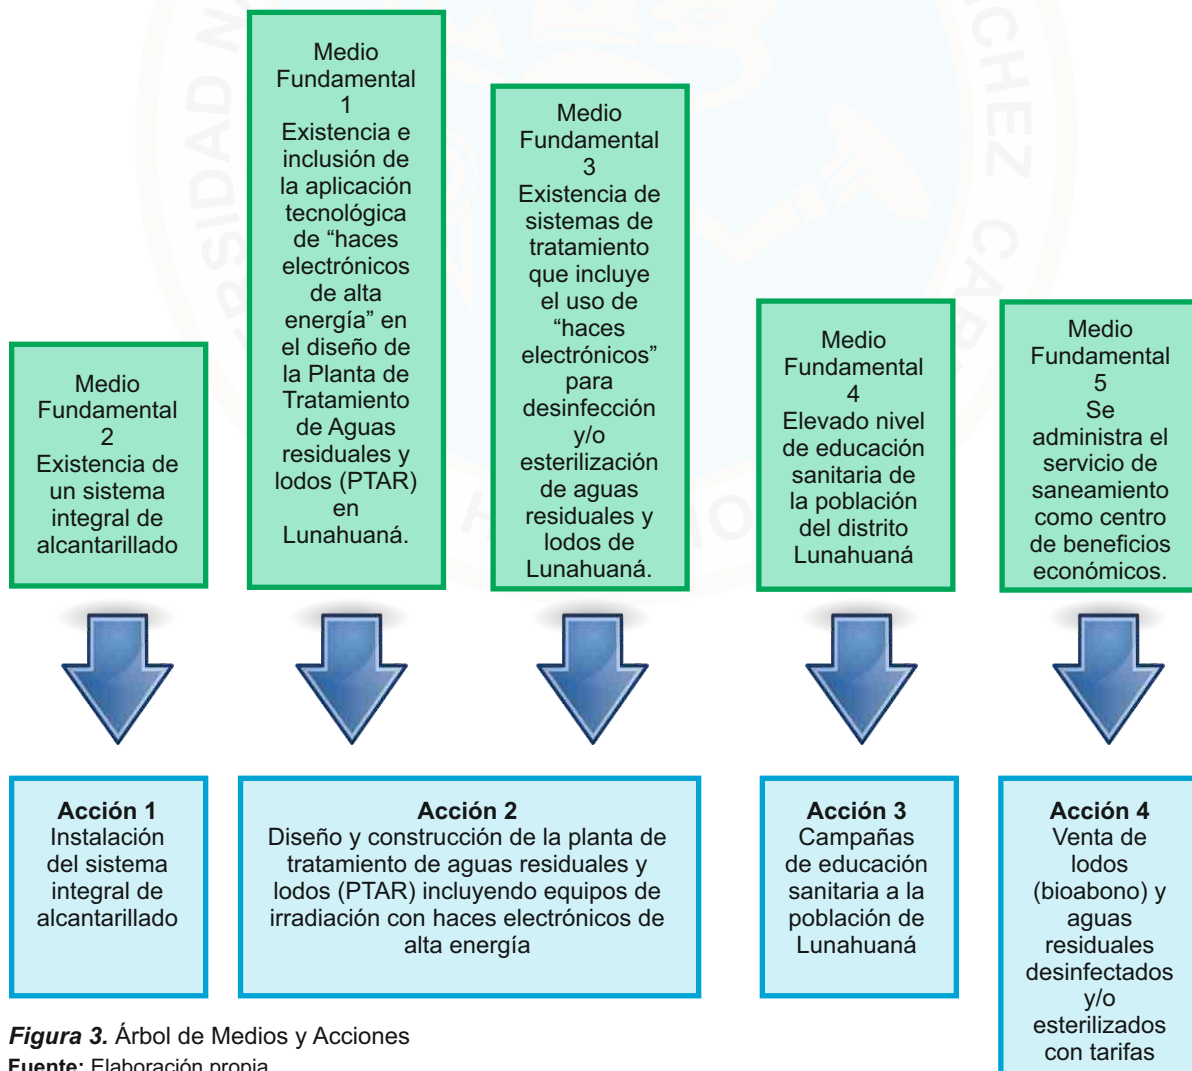 Medio
Fundamental
2
Existencia de
un sistema
integral de
alcantarillado
Medio
Fundamental
1
Existencia e
inclusión de
la aplicación
tecnológica
de “haces
electrónicos
de alta
energía” en
el diseño de
la Planta de
Tratamiento
de Aguas
residuales y
lodos (PTAR)
en
Lunahuaná.
Medio
Fundamental
3
Existencia de
sistemas de
tratamiento
que incluye
el uso de
“haces
electrónicos”
para
desinfección
y/o
esterilización
de aguas
residuales y
lodos de
Lunahuaná.
Medio
Fundamental
4
Elevado nivel
de educación
sanitaria de
la población
del distrito
Lunahuaná
Medio
Fundamental
5
Se
administra el
servicio de
saneamiento
como centro
de beneficios
económicos.
Acción 1
Instalación
del sistema
integral de
alcantarillado
Acción 2
Diseño y construcción de la planta de
tratamiento de aguas residuales y
lodos (PTAR) incluyendo equipos de
irradiación con haces electrónicos de
alta energía
Acción 3
Campañas
de educación
sanitaria a la
población de
Lunahuaná
Acción 4
Venta de
lodos
(bioabono) y
aguas
residuales
desinfectados
y/o
esterilizados
con tarifas
Figura 3. Árbol de Medios y Acciones
Fuente: Elaboración propia